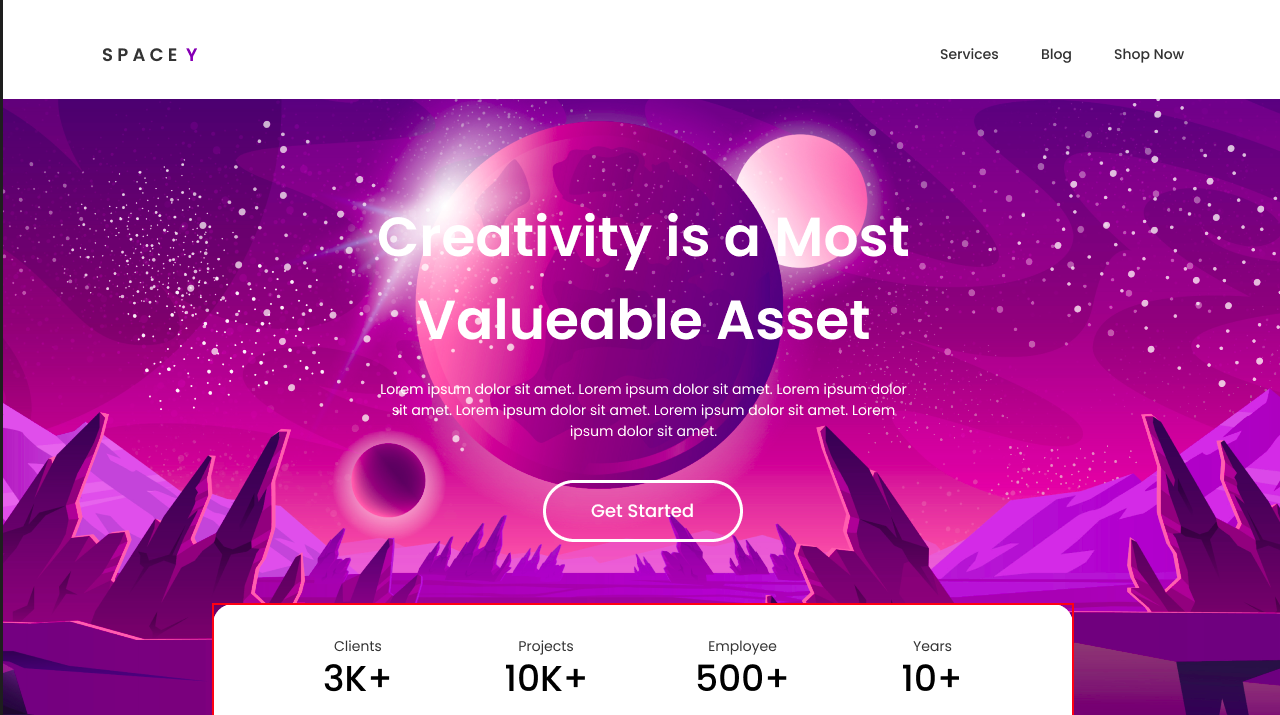 SPACE Y
Services Blog Shop Now
Creativity is a Most
Valueable Asset
Lorem ipsum dolor sit amet. Lorem ipsum dolor sit amet. Lorem ipsum dolor
sit amet. Lorem ipsum dolor sit amet. Lorem ipsum dolor sit amet. Lorem
ipsum dolor sit amet.
Get Started
Clients Projects Employee Years
3K+ 10K+ 500+ 10+